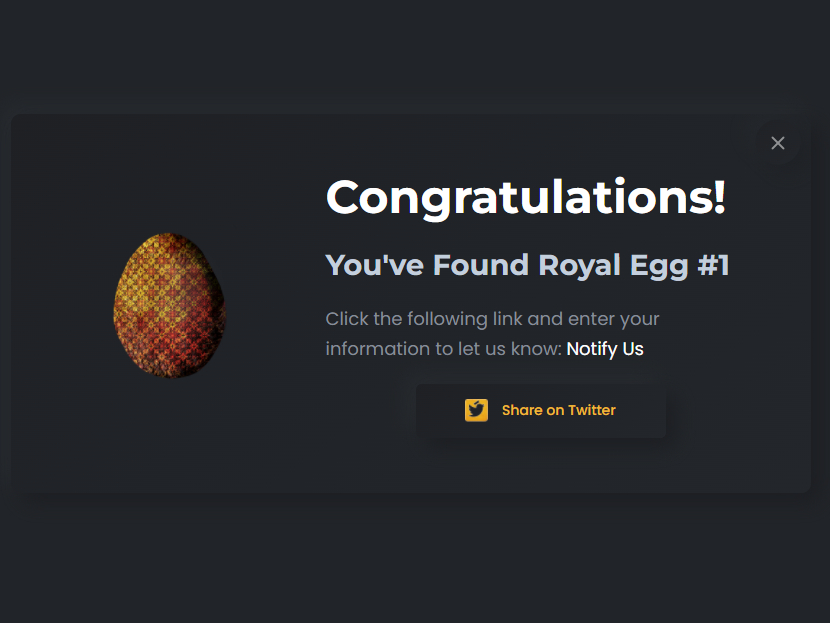 Congratulations!
You've Found Royal Egg #1
Click the following link and enter your
information to let us know: Notify Us
Share on Twitter